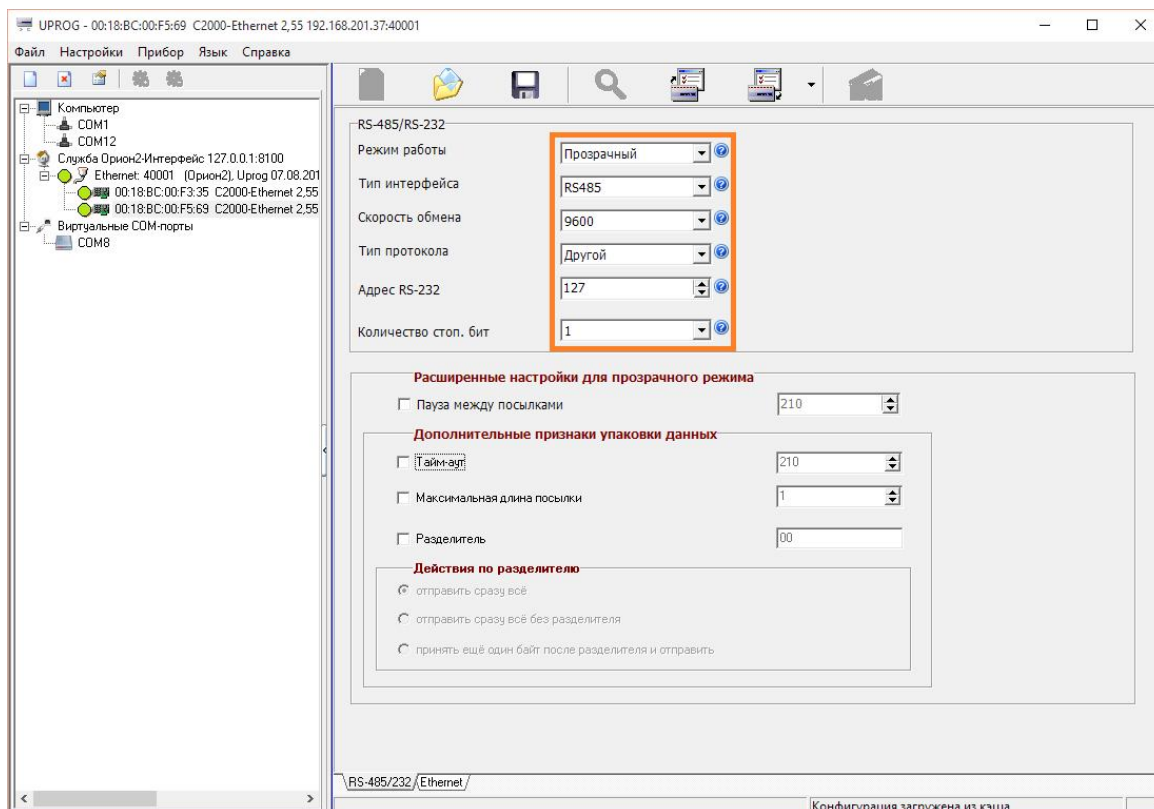 UPROG - 00:18:BC:00:F5:69 C2000-Ethernet 2,55 192.168.201.37:40001
Файл Настройки Прибор Язык Справка
Компьютер
COM1
COM12
Служба Орион2-Интерфейс 127.0.0.1:8100
Ethernet: 40001 (Орион2), Uprog 07.08.201
00:18:BC:00:F3:35 C2000-Ethernet 2,55
00:18:BC:00:F5:69 C2000-Ethernet 2,55
Виртуальные COM-порты
COM8
RS-485/RS-232
Режим работы Прозрачный
Тип интерфейса RS485
Скорость обмена 9600
Тип протокола Другой
Адрес RS-232 127
Количество стоп. бит 1
Расширенные настройки для прозрачного режима
Пауза между посылками 210
Дополнительные признаки упаковки данных
Тайм-аут 210
Максимальная длина посылки 1
Разделитель 00
Действия по разделителю
отправить сразу всё
отправить сразу всё без разделителя
принять ещё один байт после разделителя и отправить
RS-485/232 Ethernet
Конфигурация загружена из кэша